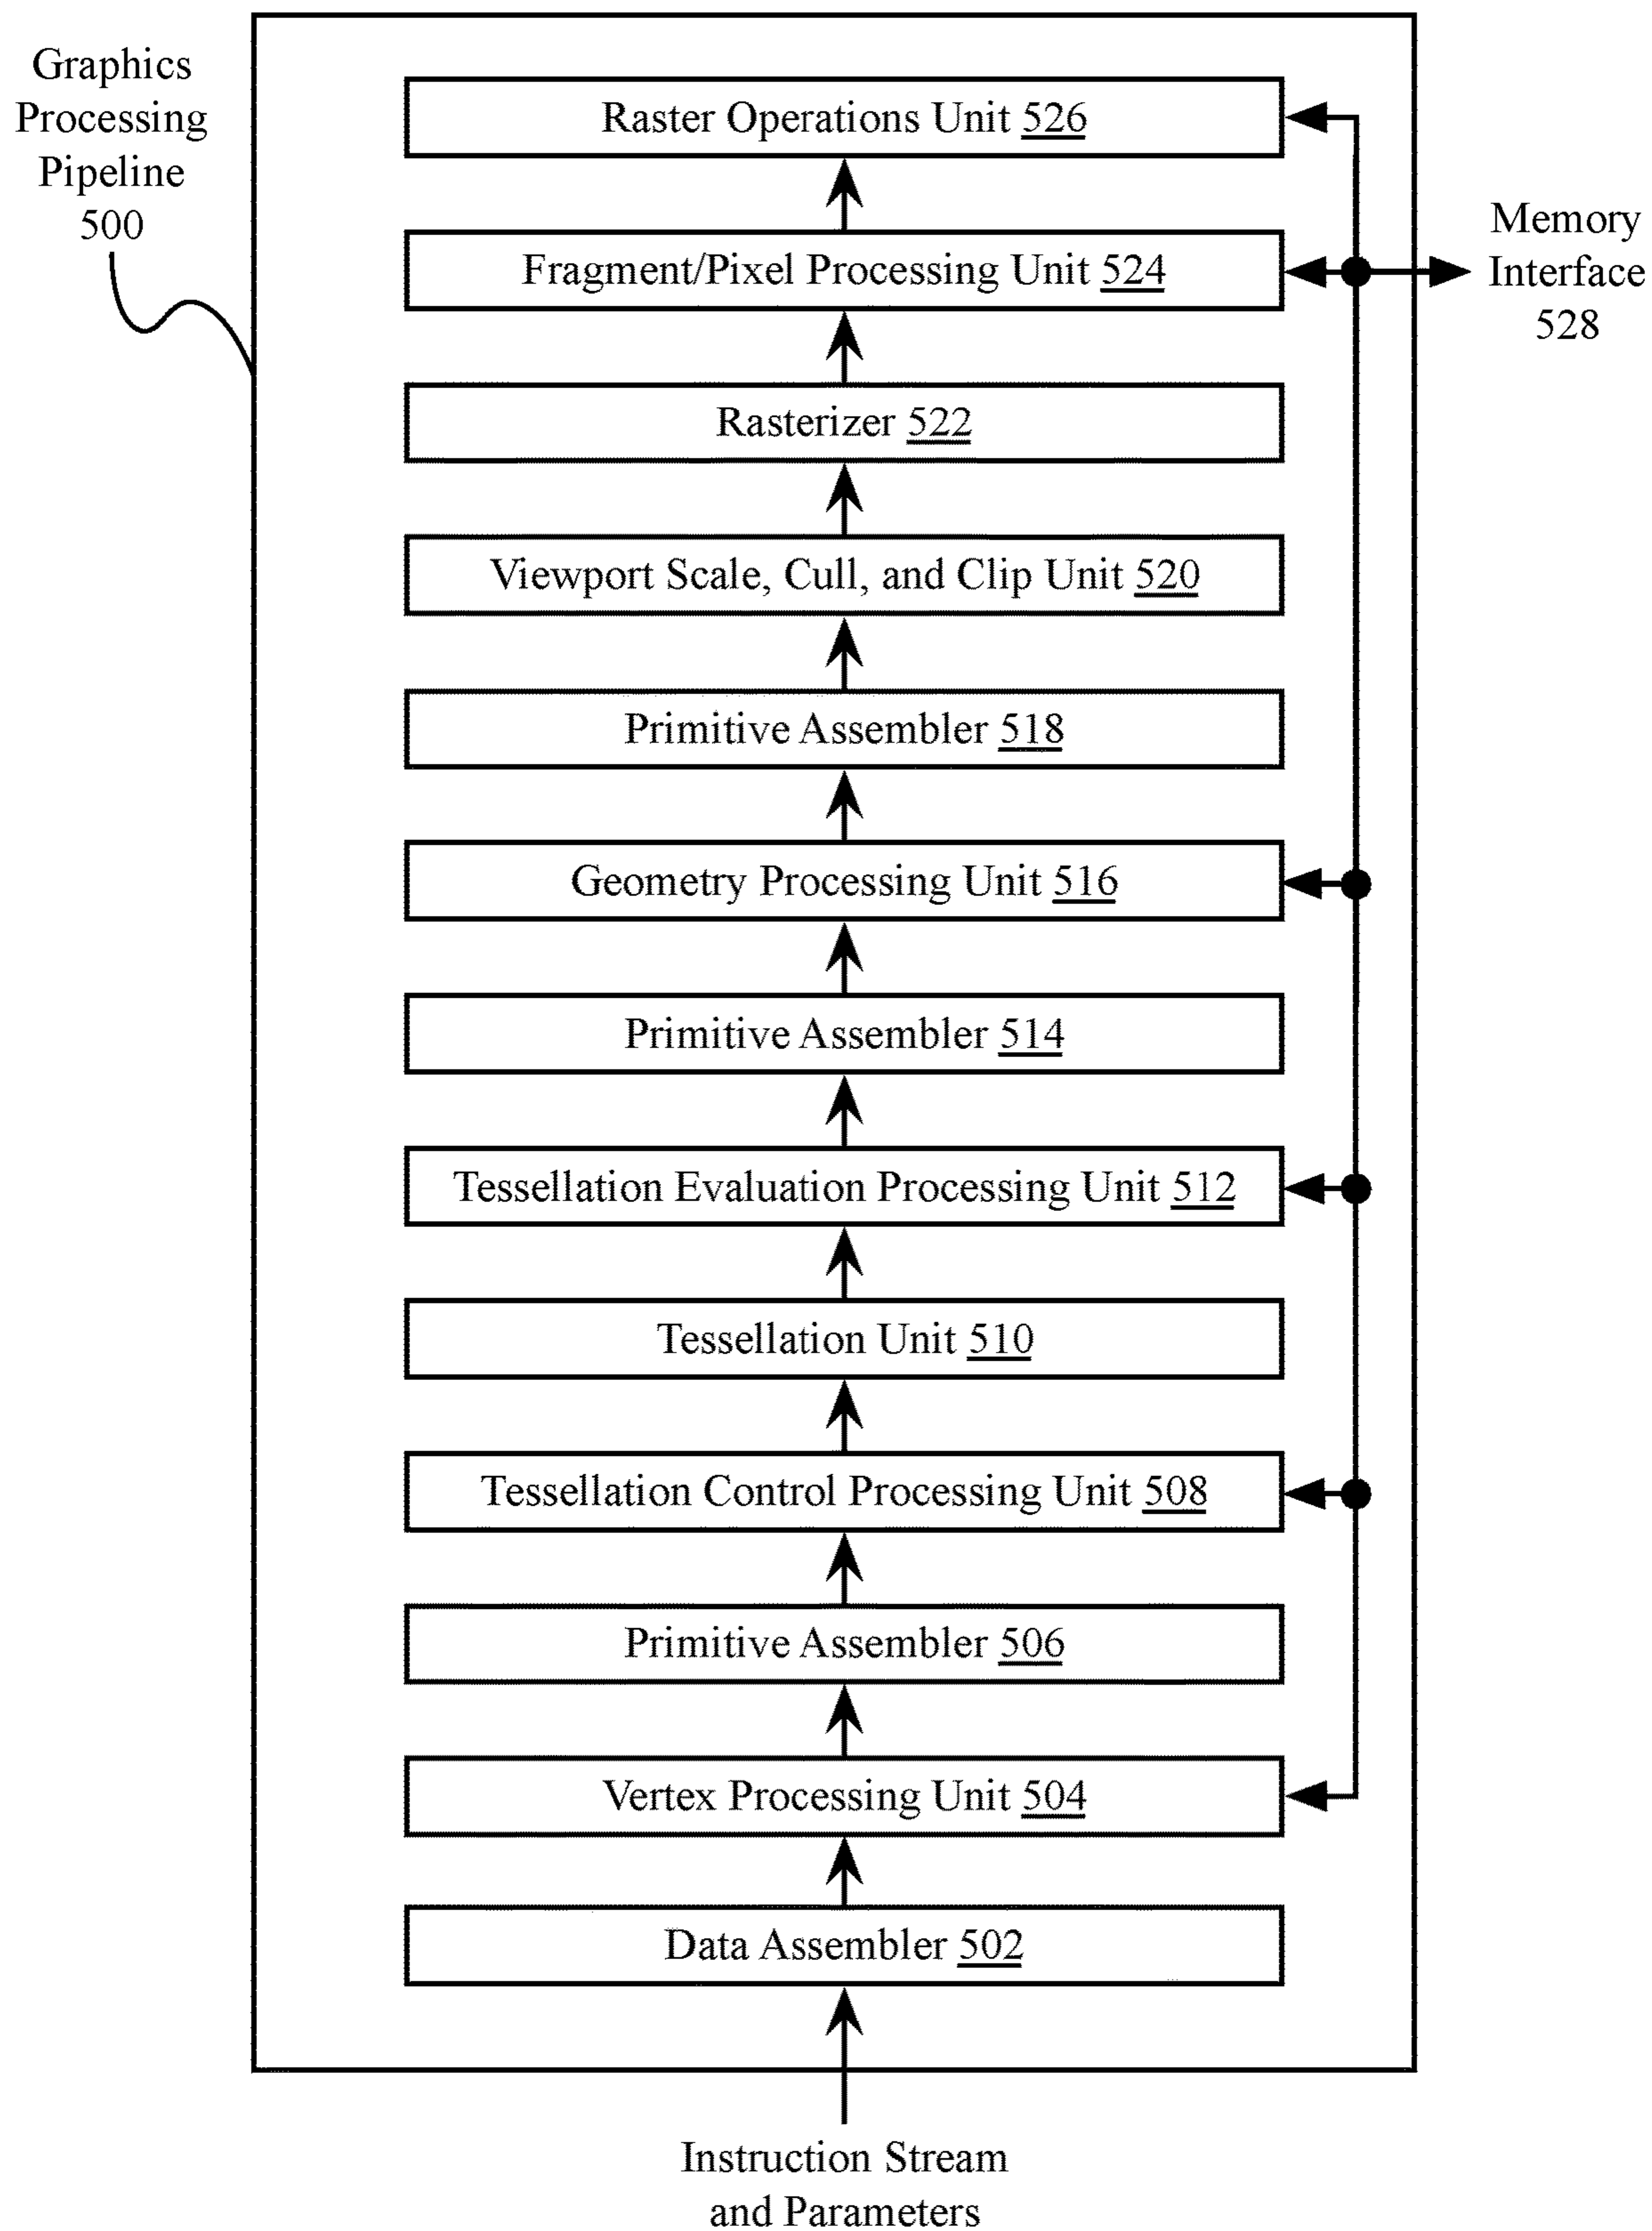 Graphics
Processing
Pipeline
500
Raster Operations Unit 526
Fragment/Pixel Processing Unit 524
Memory
Interface
528
Rasterizer 522
Viewport Scale, Cull, and Clip Unit 520
Primitive Assembler 518
Geometry Processing Unit 516
Primitive Assembler 514
Tessellation Evaluation Processing Unit 512
Tessellation Unit 510
Tessellation Control Processing Unit 508
Primitive Assembler 506
Vertex Processing Unit 504
Data Assembler 502
Instruction Stream
and Parameters